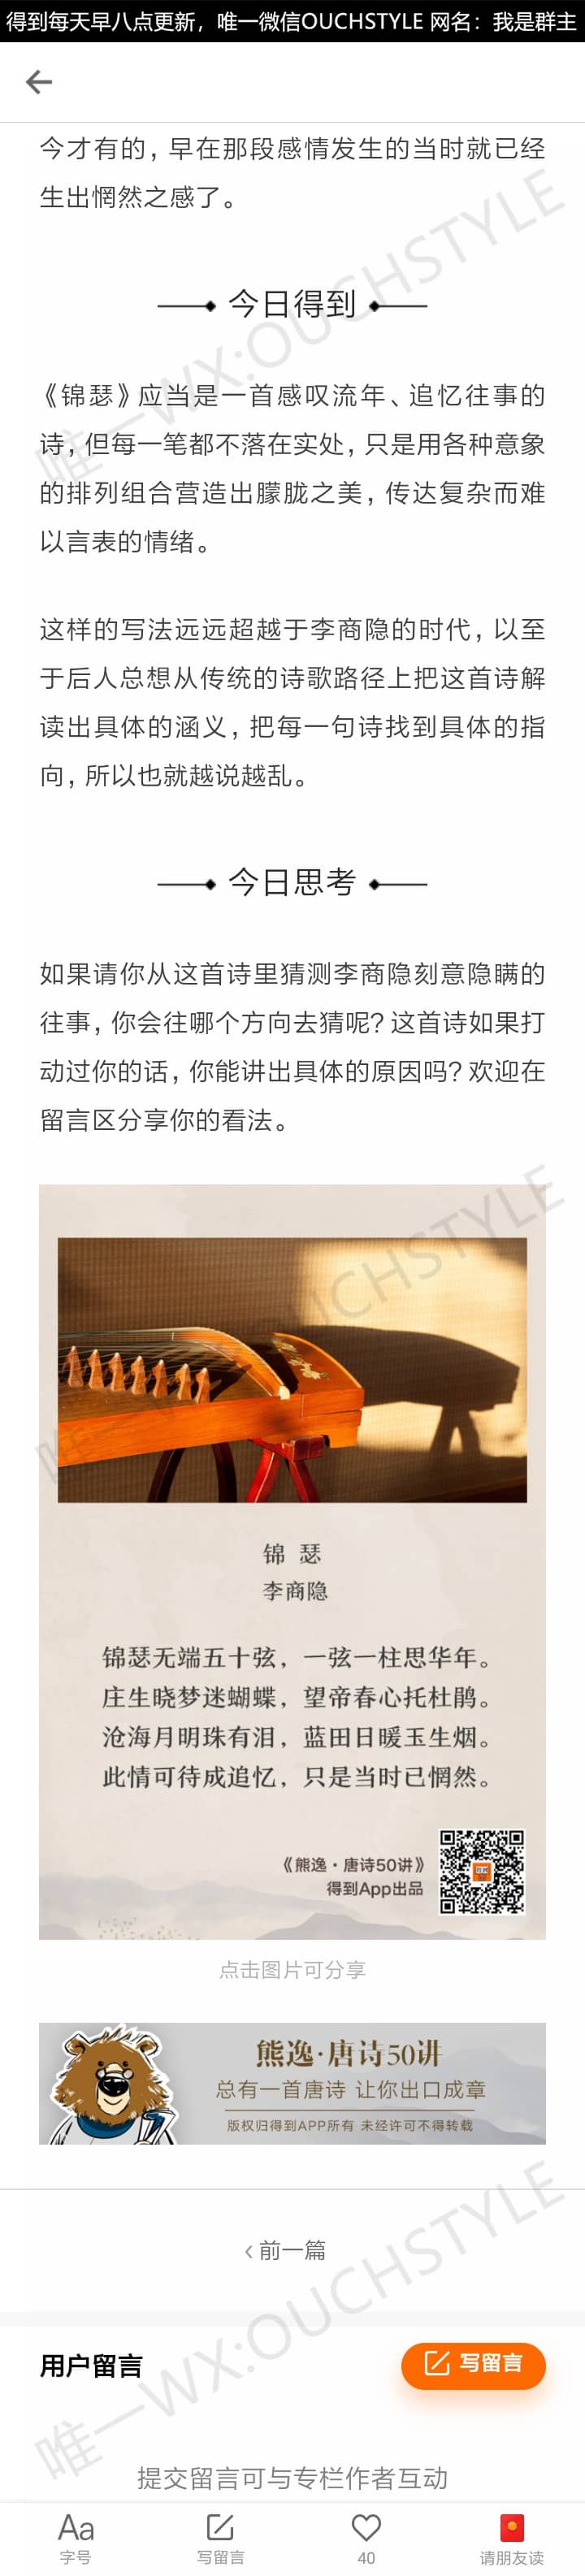 得到每天早八点更新，唯一微信OUCHSTYLE 网名：我是群主
今才有的，早在那段感情发生的当时就已经
生出惘然之感了。
今日得到
《锦瑟》应当是一首感叹流年、追忆往事的
诗，但每一笔都不落在实处，只是用各种意象
的排列组合营造出朦胧之美，传达复杂而难
以言表的情绪。
这样的写法远远超越于李商隐的时代，以至
于后人总想从传统的诗歌路径上把这首诗解
读出具体的涵义，把每一句诗找到具体的指
向，所以也就越说越乱。
今日思考
如果请你从这首诗里猜测李商隐刻意隐瞒的
往事，你会往哪个方向去猜呢？这首诗如果打
动过你的话，你能讲出具体的原因吗？欢迎在
留言区分享你的看法。
锦 瑟
李商隐
锦瑟无端五十弦，一弦一柱思华年。
庄生晓梦迷蝴蝶，望帝春心托杜鹃。
沧海月明珠有泪，蓝田日暖玉生烟。
此情可待成追忆，只是当时已惘然。
《熊逸·唐诗50讲》
得到App出品
点击图片可分享
熊逸·唐诗50讲
总有一首唐诗 让你出口成章
版权归得到APP所有 未经许可不得转载
前一篇
用户留言
写留言
提交留言可与专栏作者互动
Aa
字号
写留言
40
请朋友读
唯一WX:OUCHSTYLE
唯一WX:OUCHSTYLE
唯一WX:OUCHSTYLE